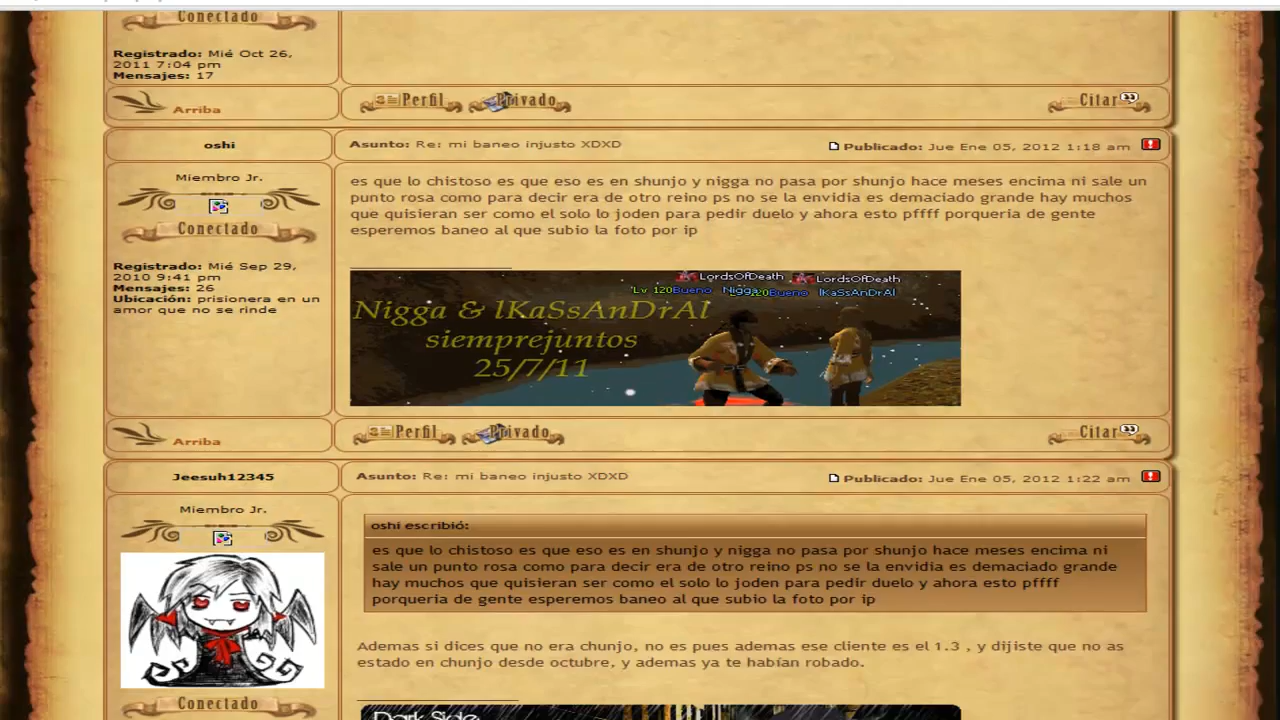 Conectado
Registrado: Mié Oct 26,
2011 7:04 pm
Mensajes: 17
Arriba
Perfil Privado Citar
oshi
Asunto: Re: mi baneo injusto XDXD
Publicado: Jue Ene 05, 2012 1:18 am
Miembro Jr.
Conectado
Registrado: Mié Sep 29,
2010 9:41 pm
Mensajes: 26
Ubicación: prisionera en un
amor que no se rinde
es que lo chistoso es que eso es en shunjo y nigga no pasa por shunjo hace meses encima ni sale un
punto rosa como para decir era de otro reino ps no se la envidia es demaciado grande hay muchos
que quisieran ser como el solo lo joden para pedir duelo y ahora esto pffff porqueria de gente
esperemos baneo al que subio la foto por ip
LordsOfDeath LordsOfDeath
Lv 120 Bueno Nigga 120 Bueno lKaSsAnDrAl
Nigga & lKaSsAnDrAl
siemprejuntos
25/7/11
Arriba
Perfil Privado Citar
Jeesuh12345
Asunto: Re: mi baneo injusto XDXD
Publicado: Jue Ene 05, 2012 1:22 am
Miembro Jr.
Conectado
oshi escribió:
es que lo chistoso es que eso es en shunjo y nigga no pasa por shunjo hace meses encima ni
sale un punto rosa como para decir era de otro reino ps no se la envidia es demaciado grande
hay muchos que quisieran ser como el solo lo joden para pedir duelo y ahora esto pffff
porqueria de gente esperemos baneo al que subio la foto por ip
Ademas si dices que no era chunjo, no es pues ademas ese cliente es el 1.3 , y dijiste que no as
estado en chunjo desde octubre, y ademas ya te habían robado.
Dark Side